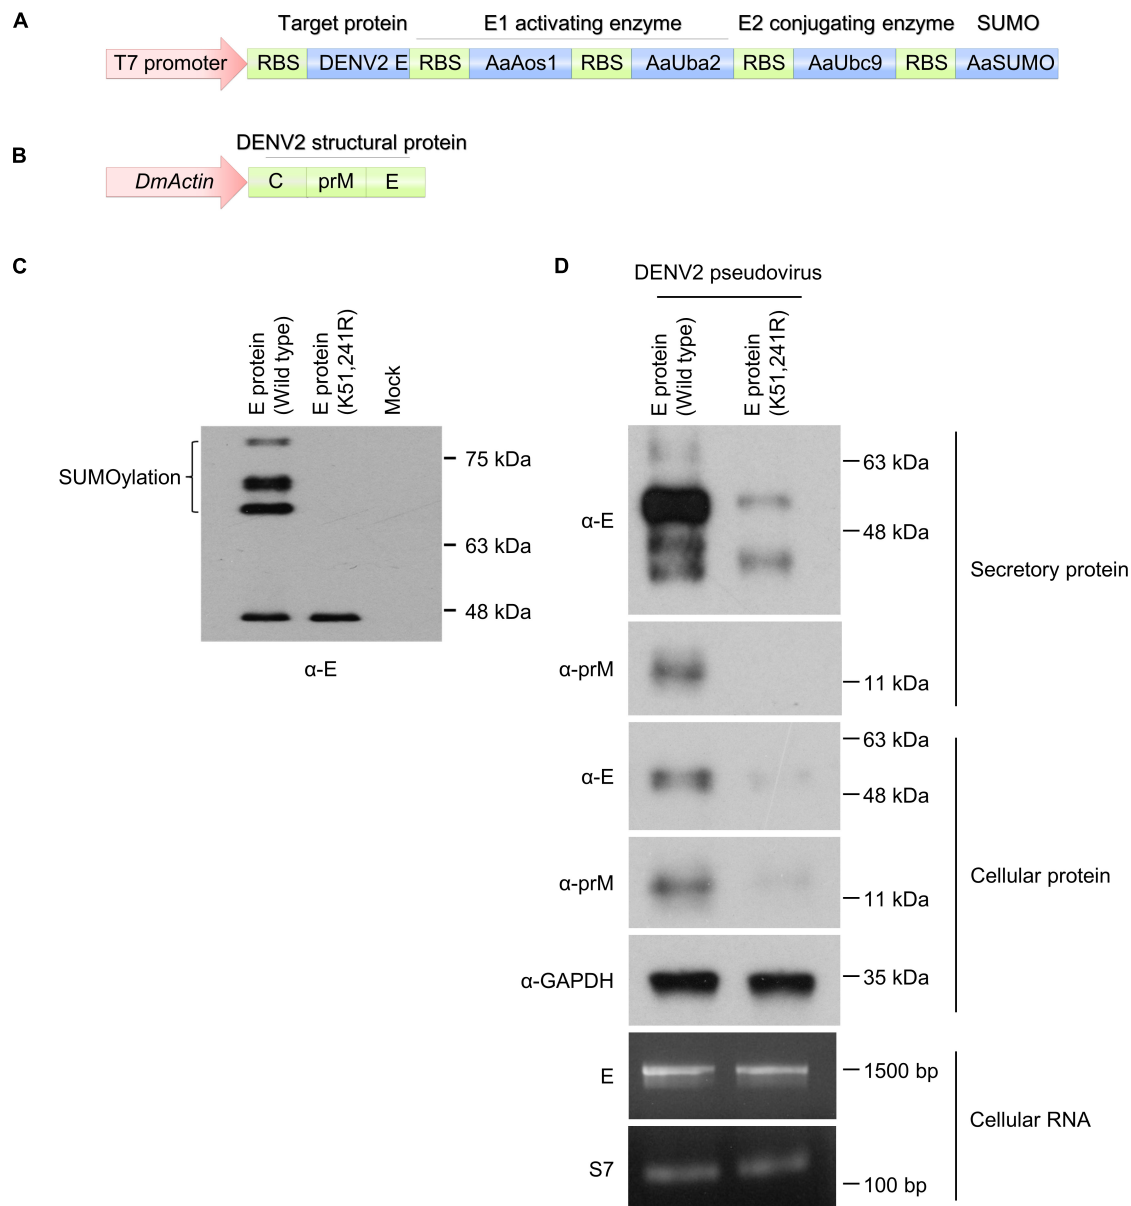 A
Target protein E1 activating enzyme E2 conjugating enzyme SUMO
T7 promoter RBS DENV2 E RBS AaAos1 RBS AaUba2 RBS AaUbc9 RBS AaSUMO
B
DENV2 structural protein
DmActin C prM E
C
E protein
(Wild type)
E protein
(K51,241R)
Mock
SUMOylation
75 kDa
63 kDa
48 kDa
α-E
D
DENV2 pseudovirus
E protein
(Wild type)
E protein
(K51,241R)
α-E
63 kDa
48 kDa
α-prM
11 kDa
Secretory protein
α-E
63 kDa
48 kDa
α-prM
11 kDa
α-GAPDH
35 kDa
Cellular protein
E
1500 bp
S7
100 bp
Cellular RNA